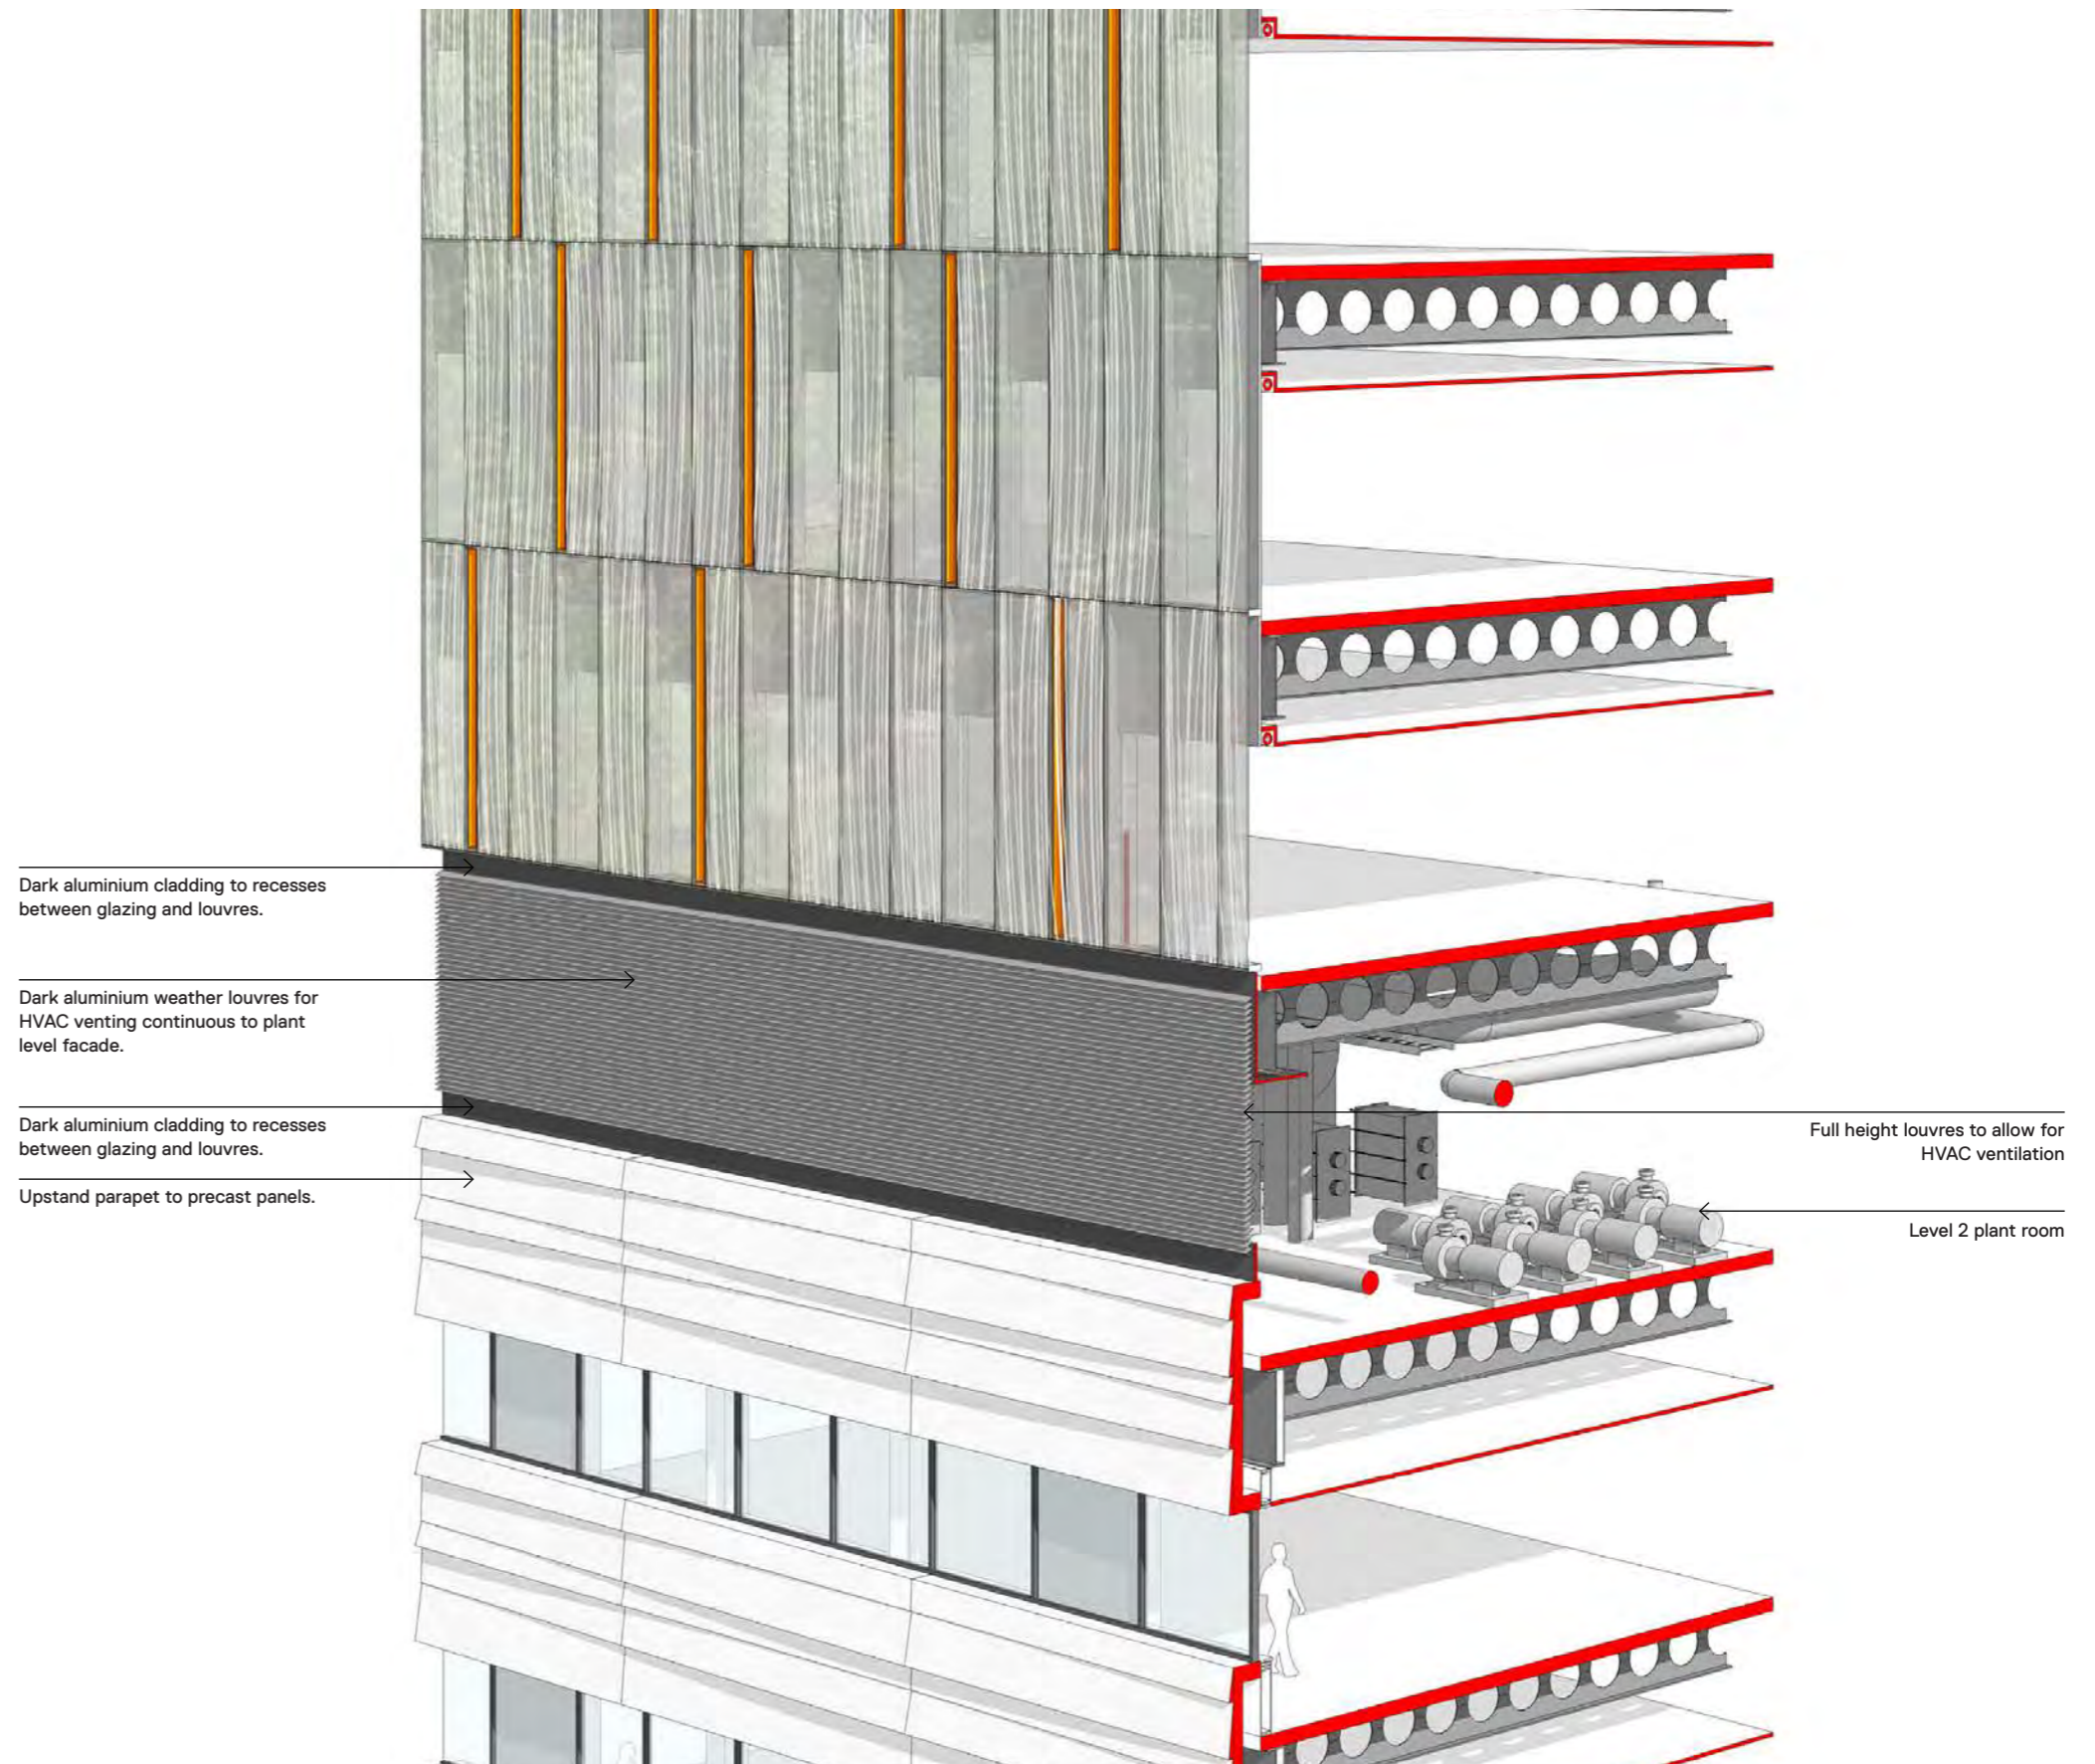 Dark aluminium cladding to recesses
between glazing and louvres.
Dark aluminium weather louvres for
HVAC venting continuous to plant
level facade.
Dark aluminium cladding to recesses
between glazing and louvres.
Upstand parapet to precast panels.
Full height louvres to allow for
HVAC ventilation
Level 2 plant room